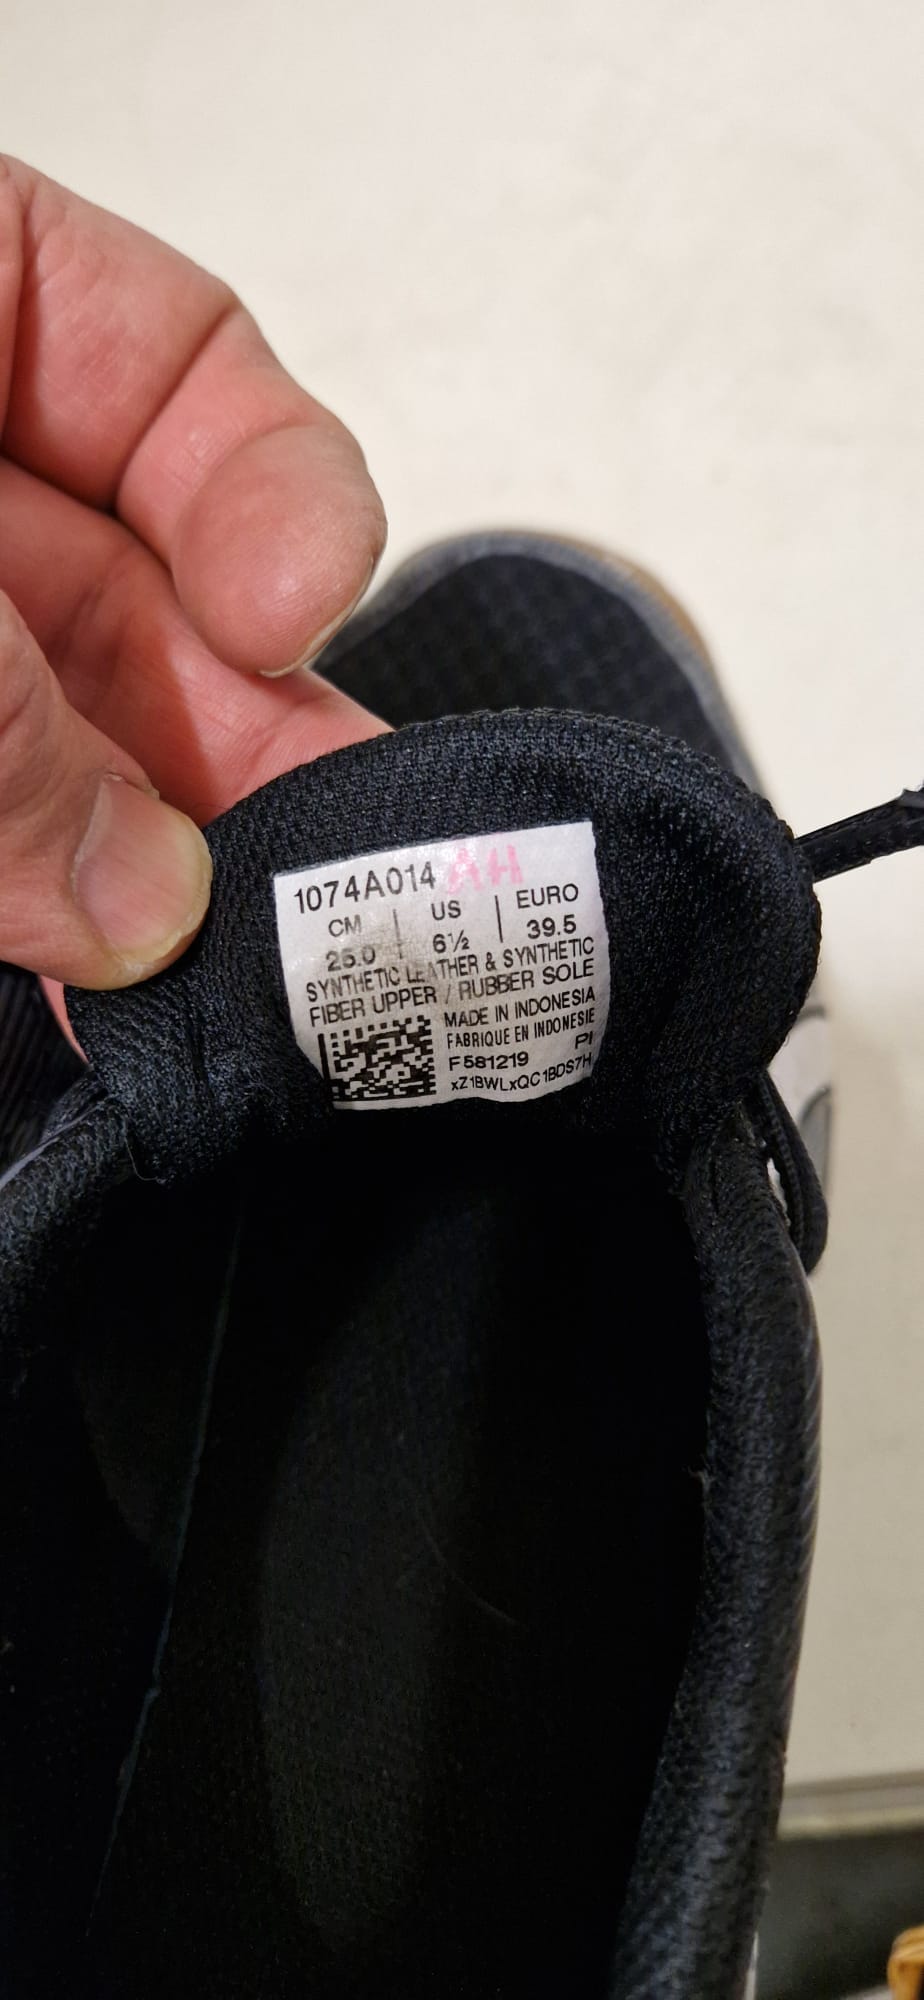 1074A014 AH
CM | US | EURO
25.0 | 6½ | 39.5
SYNTHETIC LEATHER & SYNTHETIC
FIBER UPPER / RUBBER SOLE
MADE IN INDONESIA
FABRIQUE EN INDONESIE
F581219 PI
xZ1BWLxQC1BDS7H